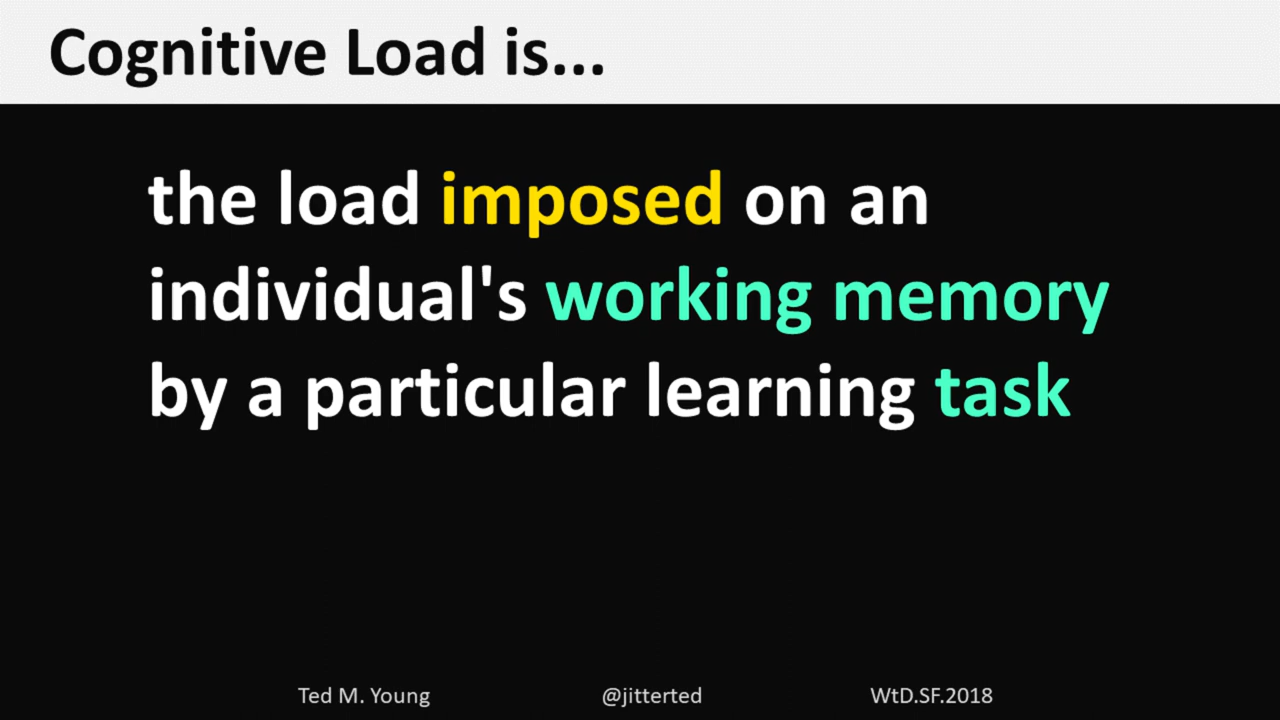 Cognitive Load is...
the load imposed on an
individual's working memory
by a particular learning task
Ted M. Young
@jitterted
WtD.SF.2018